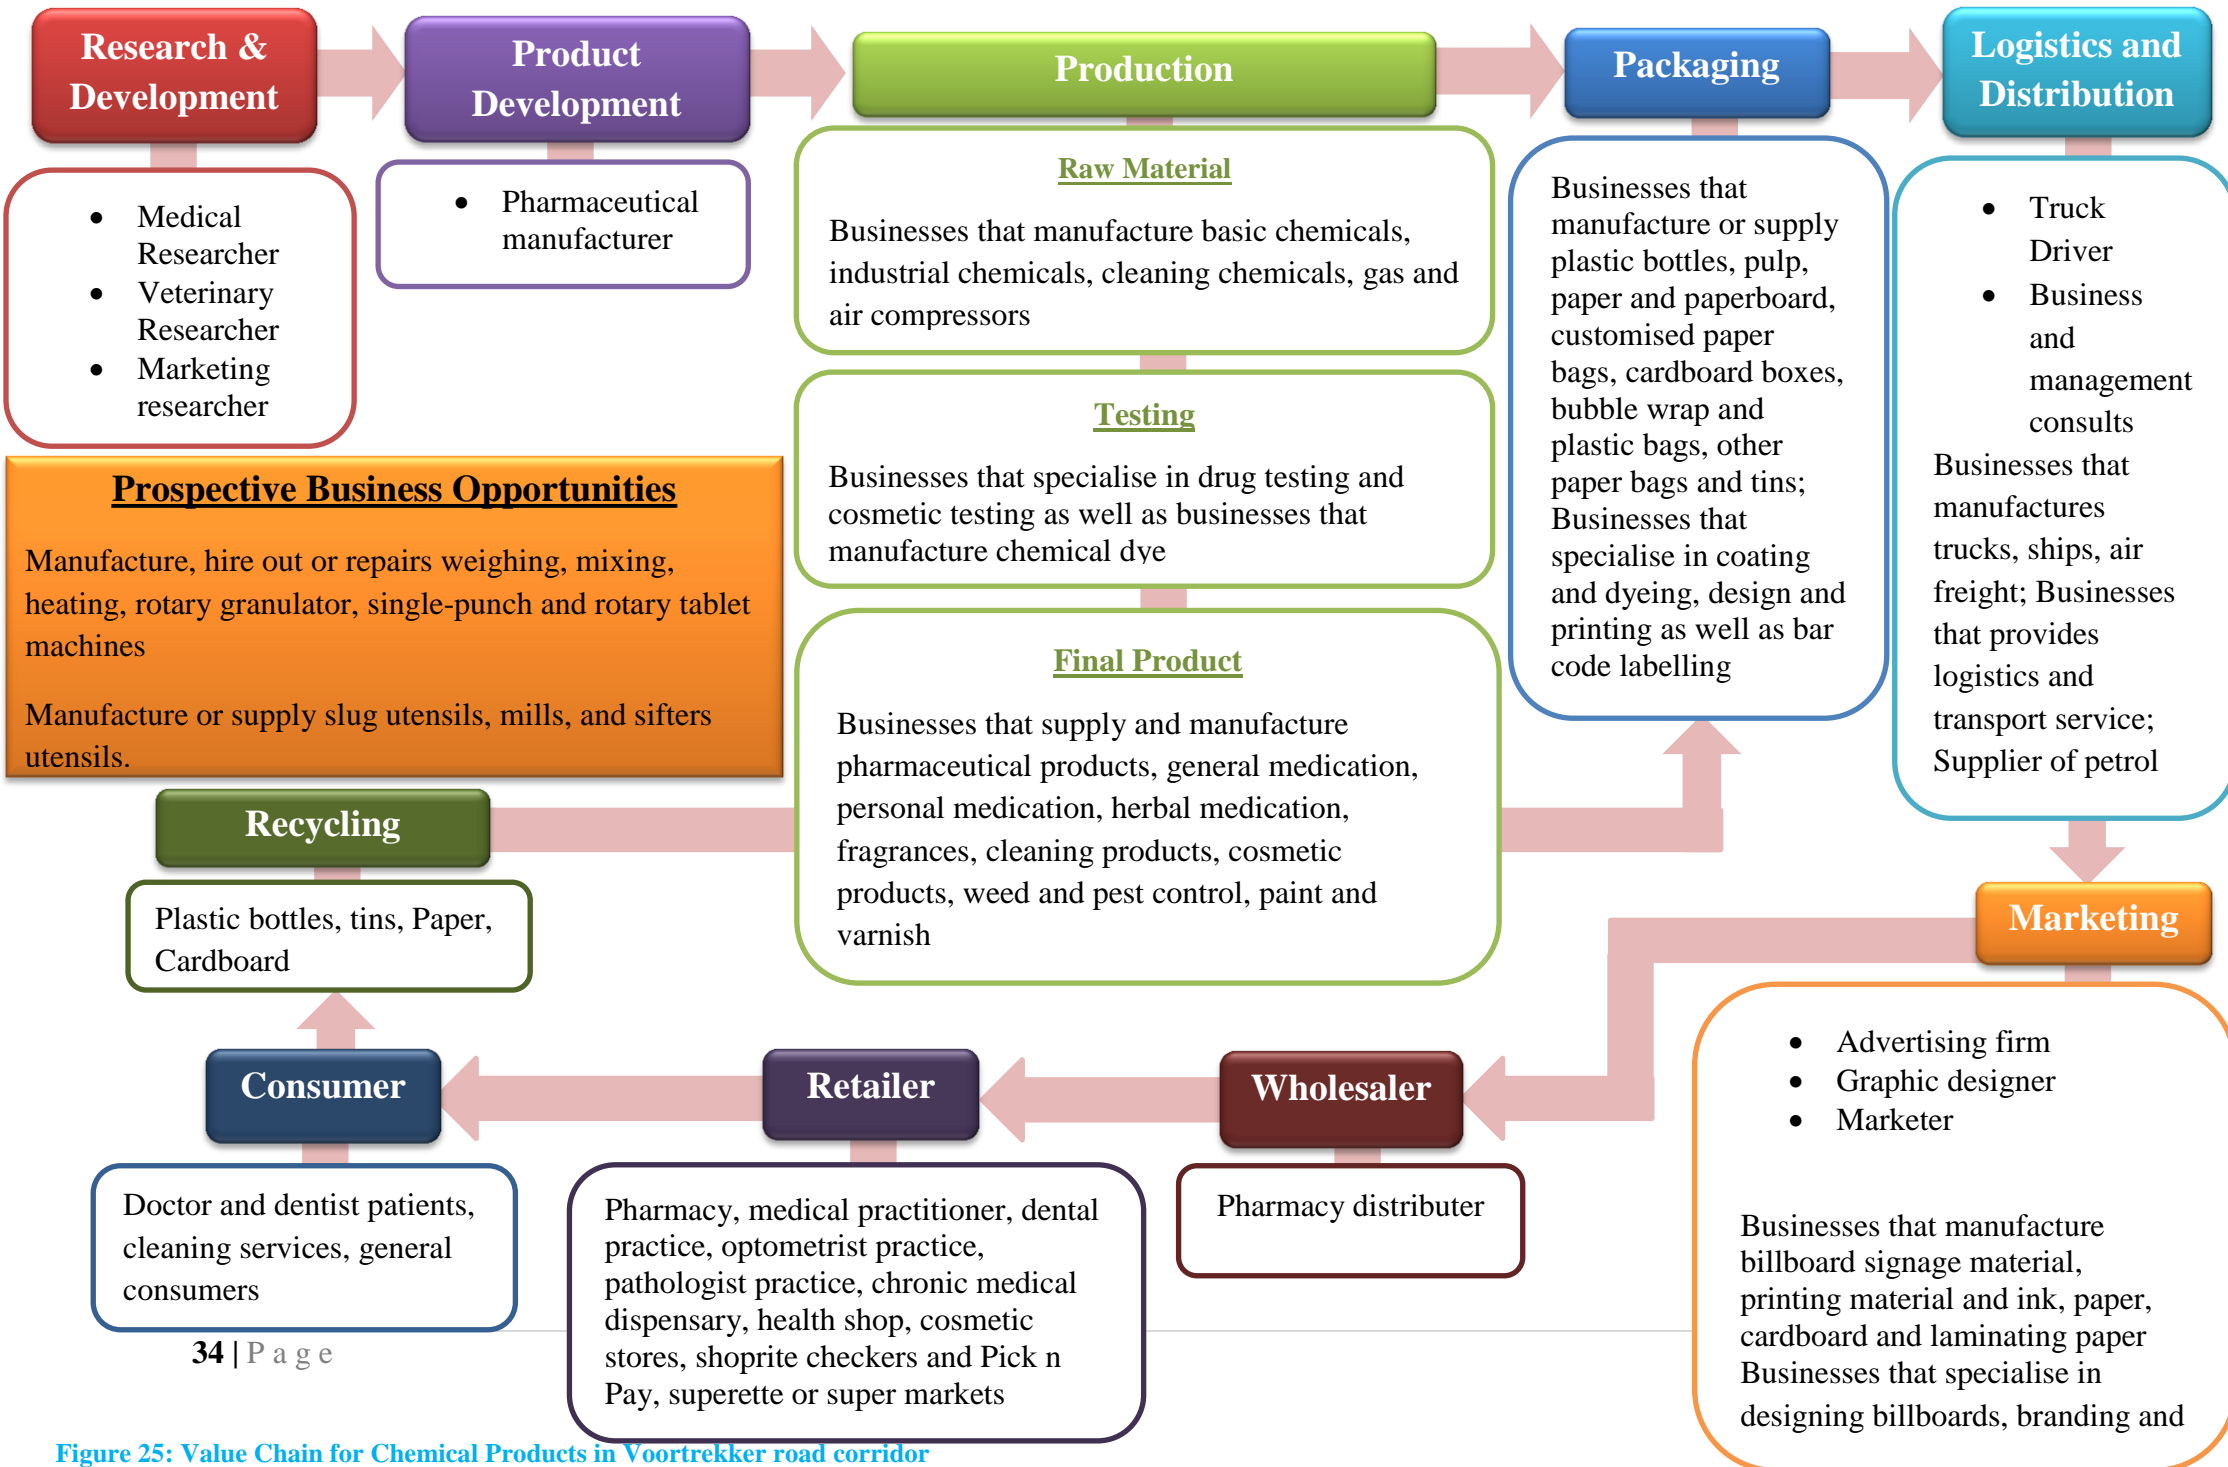 Research &
Development
Product
Development
Production
Packaging
Logistics and
Distribution
• Medical
Researcher
• Veterinary
Researcher
• Marketing
researcher
• Pharmaceutical
manufacturer
Raw Material
Businesses that manufacture basic chemicals,
industrial chemicals, cleaning chemicals, gas and
air compressors
Testing
Businesses that specialise in drug testing and
cosmetic testing as well as businesses that
manufacture chemical dye
Final Product
Businesses that supply and manufacture
pharmaceutical products, general medication,
personal medication, herbal medication,
fragrances, cleaning products, cosmetic
products, weed and pest control, paint and
varnish
Businesses that
manufacture or supply
plastic bottles, pulp,
paper and paperboard,
customised paper
bags, cardboard boxes,
bubble wrap and
plastic bags, other
paper bags and tins;
Businesses that
specialise in coating
and dyeing, design and
printing as well as bar
code labelling
• Truck
Driver
• Business
and
management
consults
Businesses that
manufactures
trucks, ships, air
freight; Businesses
that provides
logistics and
transport service;
Supplier of petrol
Prospective Business Opportunities
Manufacture, hire out or repairs weighing, mixing,
heating, rotary granulator, single-punch and rotary tablet
machines
Manufacture or supply slug utensils, mills, and sifters
utensils.
Recycling
Plastic bottles, tins, Paper,
Cardboard
Marketing
• Advertising firm
• Graphic designer
• Marketer
Businesses that manufacture
billboard signage material,
printing material and ink, paper,
cardboard and laminating paper
Businesses that specialise in
designing billboards, branding and
Consumer
Retailer
Wholesaler
Doctor and dentist patients,
cleaning services, general
consumers
Pharmacy, medical practitioner, dental
practice, optometrist practice,
pathologist practice, chronic medical
dispensary, health shop, cosmetic
stores, shoprite checkers and Pick n
Pay, superette or super markets
Pharmacy distributer
34 | Page
Figure 25: Value Chain for Chemical Products in Voortrekker road corridor